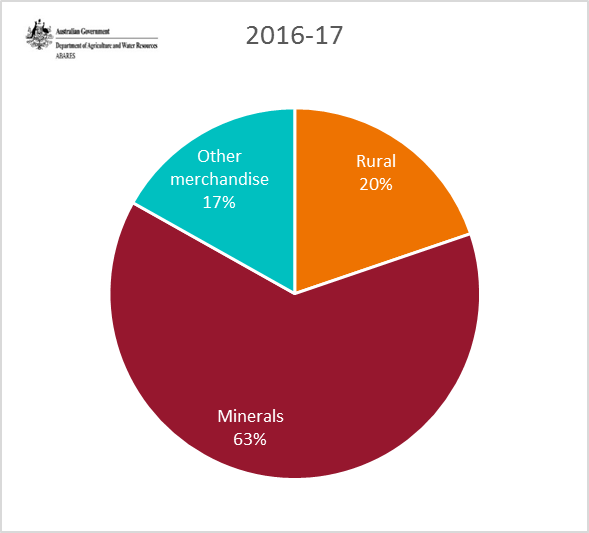 Australian Government
Department of Agriculture and Water Resources
ABARES
2016-17
Other
merchandise
17%
Rural
20%
Minerals
63%